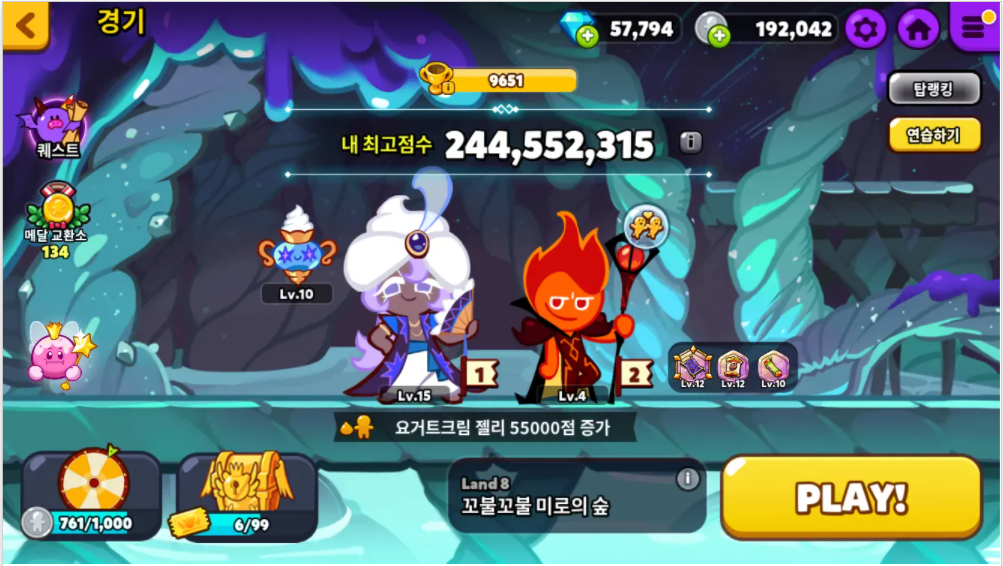 경기
57,794
192,042
9651
탑랭킹
퀘스트
내 최고점수 244,552,315
연습하기
메달 교환소
134
Lv.10
1
2
Lv.15
Lv.4
Lv.12 Lv.12 Lv.10
요거트크림 젤리 55000점 증가
Land 8
꼬불꼬불 미로의 숲
PLAY!
761/1,000
6/99